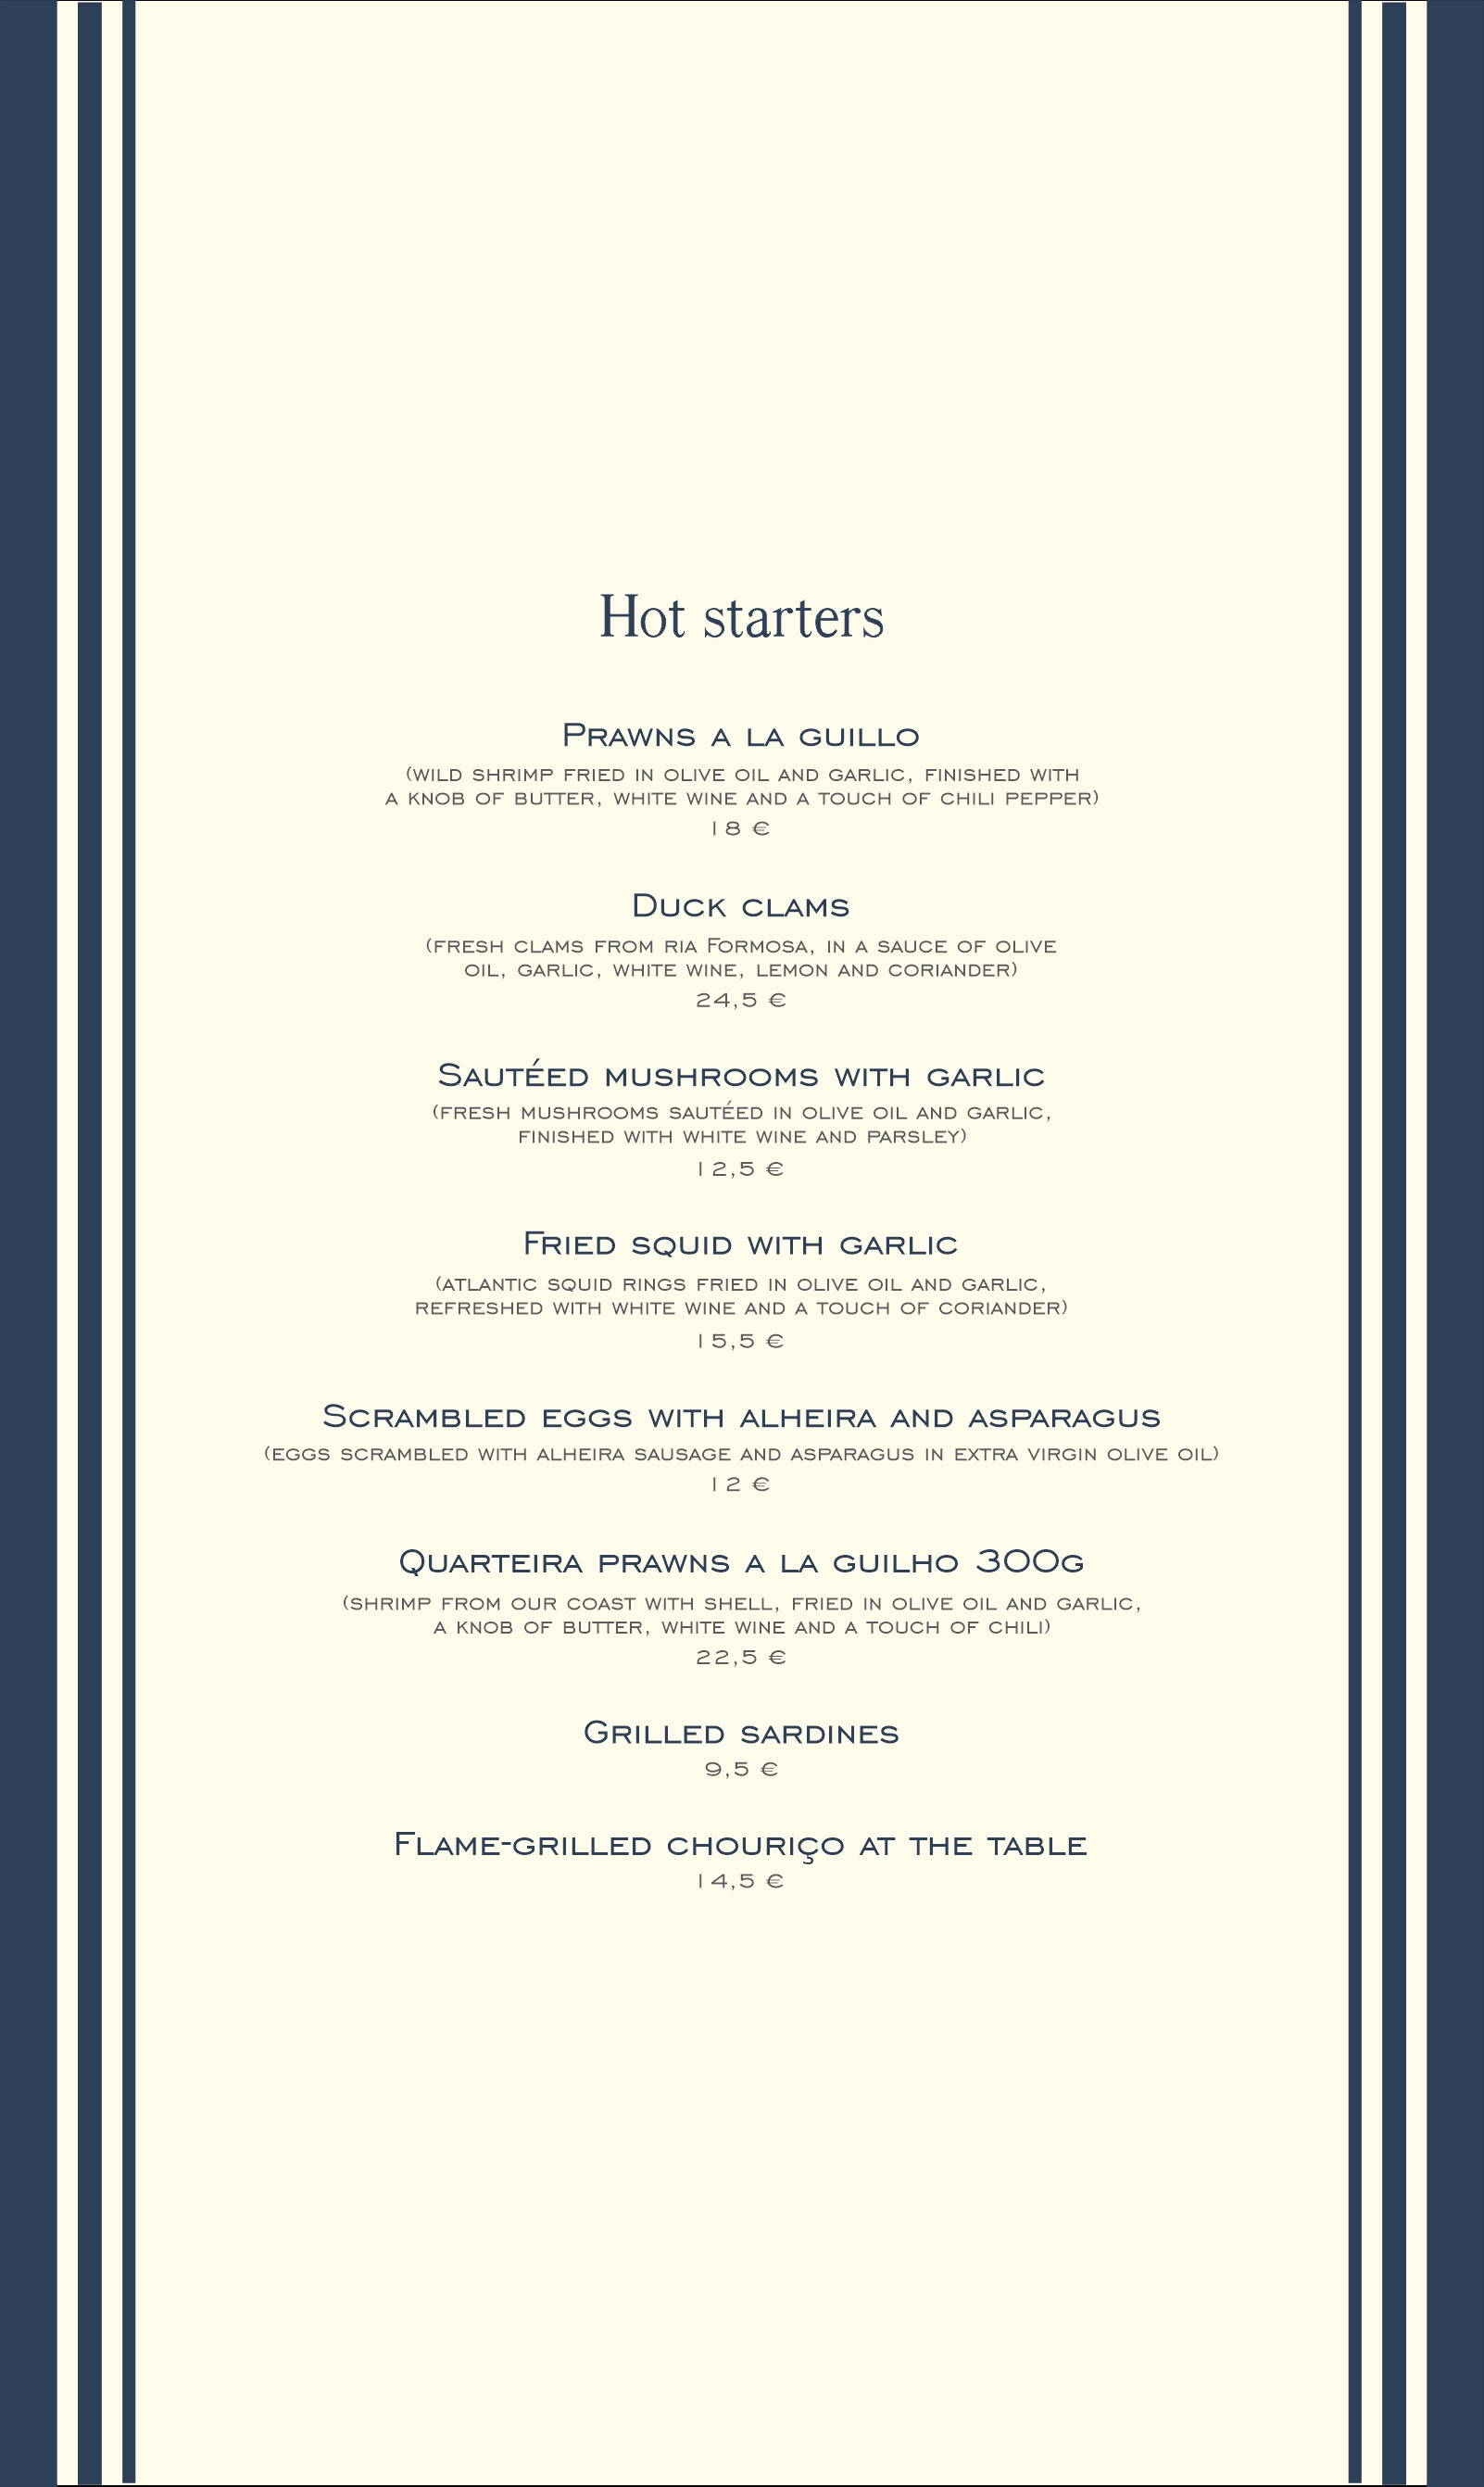 Hot starters
Prawns a la guillo
(wild shrimp fried in olive oil and garlic, finished with
a knob of butter, white wine and a touch of chili pepper)
18 €
Duck clams
(fresh clams from ria Formosa, in a sauce of olive
oil, garlic, white wine, lemon and coriander)
24,5 €
Sautéed mushrooms with garlic
(fresh mushrooms sautéed in olive oil and garlic,
finished with white wine and parsley)
12,5 €
Fried squid with garlic
(atlantic squid rings fried in olive oil and garlic,
refreshed with white wine and a touch of coriander)
15,5 €
Scrambled eggs with alheira and asparagus
(eggs scrambled with alheira sausage and asparagus in extra virgin olive oil)
12 €
Quarteira prawns a la guilho 300g
(shrimp from our coast with shell, fried in olive oil and garlic,
a knob of butter, white wine and a touch of chili)
22,5 €
Grilled sardines
9,5 €
Flame-grilled chouriço at the table
14,5 €